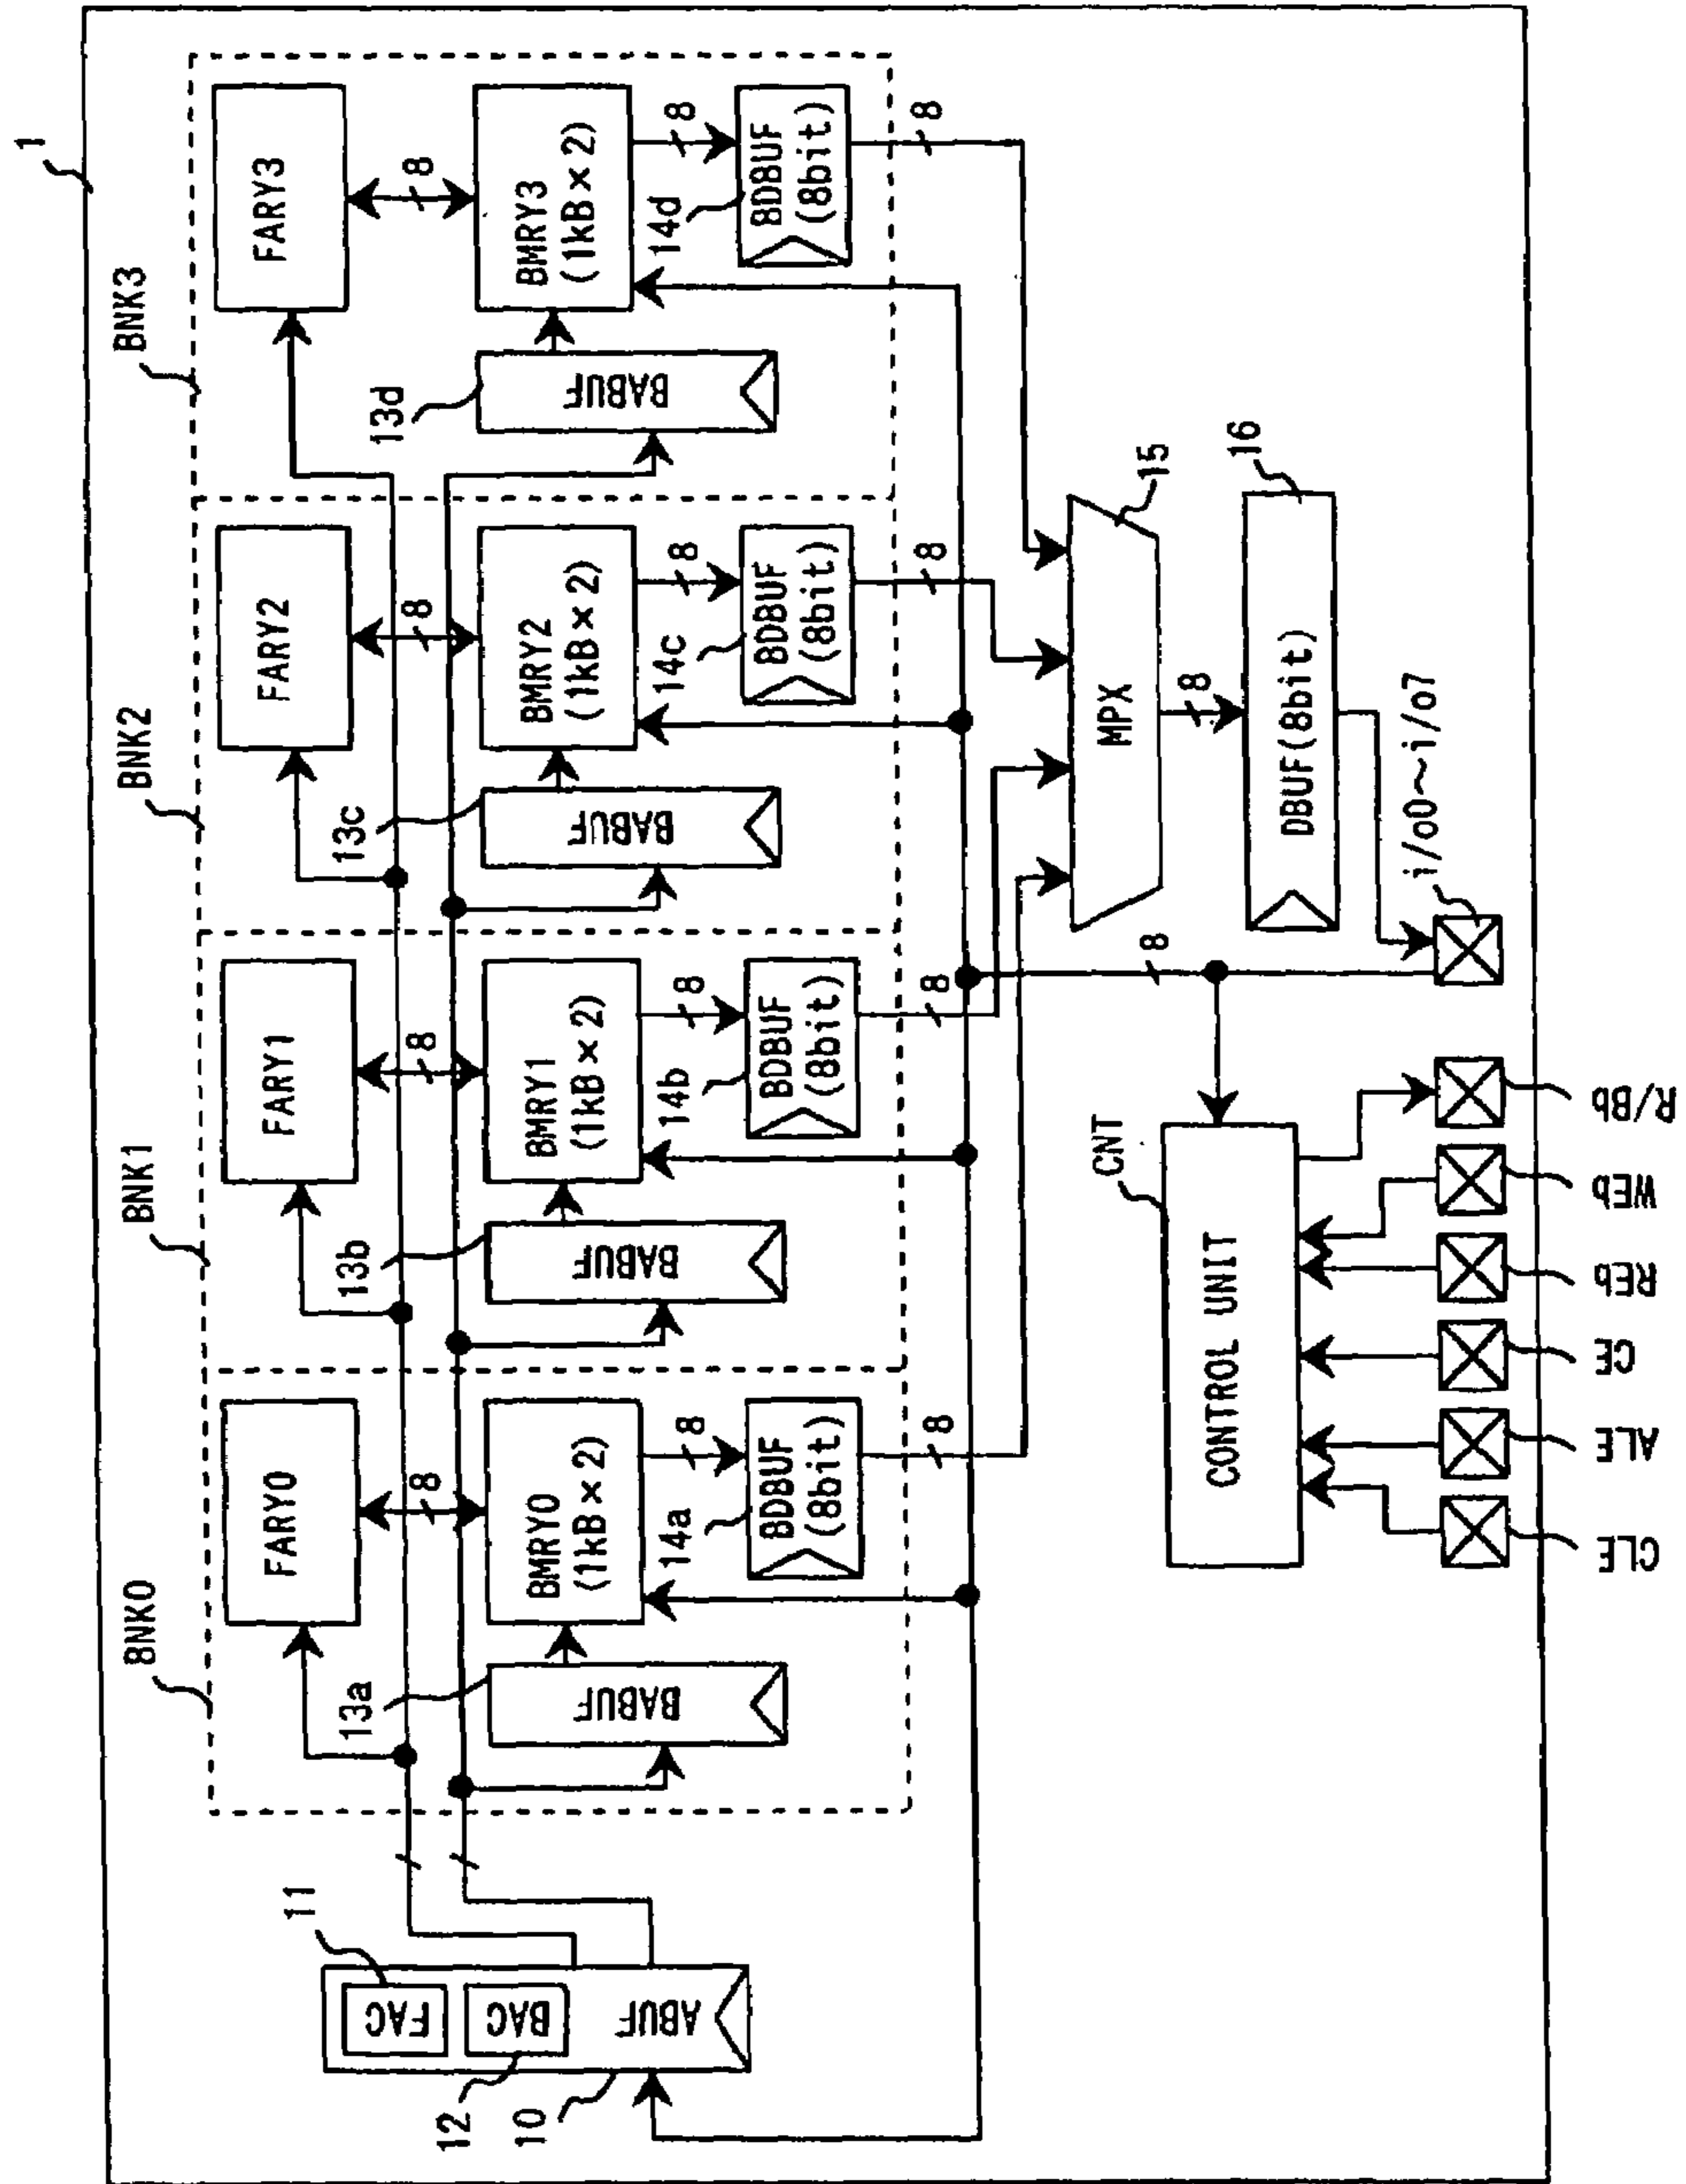 1
BNK0
BNK1
BNK2
BNK3
FARY0
FARY1
FARY2
FARY3
11
FAC
BAC
ABUF
12
10
8
8
8
8
13a
13b
13c
13d
BABUF
BABUF
BABUF
BABUF
BMRY0
(1kB×2)
BMRY1
(1kB×2)
BMRY2
(1kB×2)
BMRY3
(1kB×2)
8
8
8
8
14a
14b
14c
14d
BDBUF
(8bit)
BDBUF
(8bit)
BDBUF
(8bit)
BDBUF
(8bit)
8
8
8
8
MPX
15
8
8
DBUF(8bit)
16
CNT
CONTROL UNIT
i/o0~i/o7
CLE
ALE
CE
REb
WEb
R/Bb